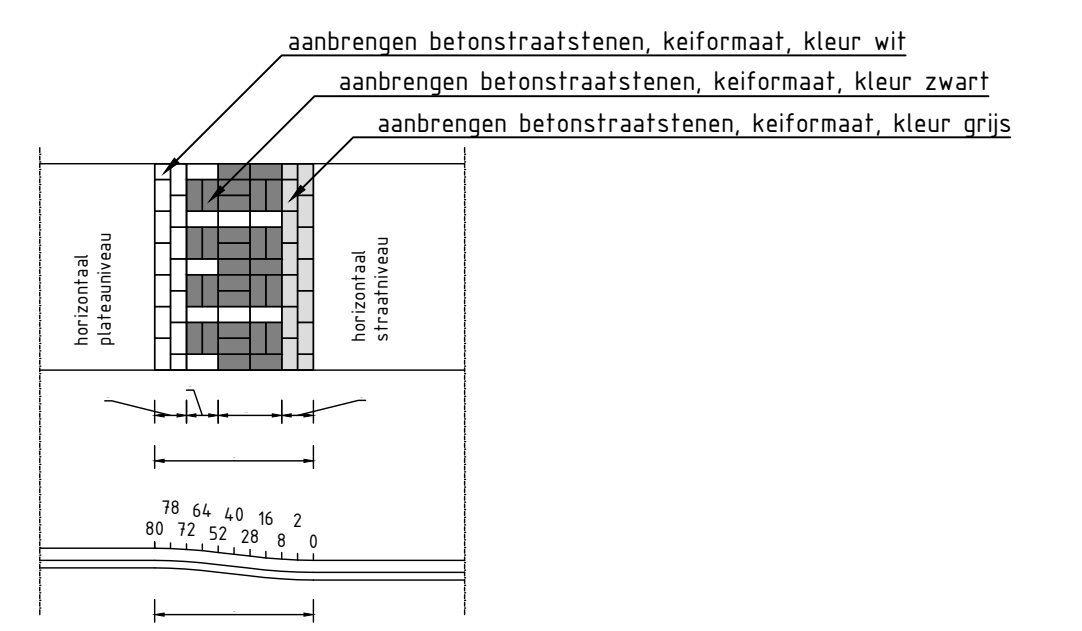 aanbrengen betonstraatstenen, keiformaat, kleur wit
aanbrengen betonstraatstenen, keiformaat, kleur zwart
aanbrengen betonstraatstenen, keiformaat, kleur grijs
horizontaal
plateauniveau
horizontaal
straatniveau
78 64 40 16 2
80 72 52 28 8 0